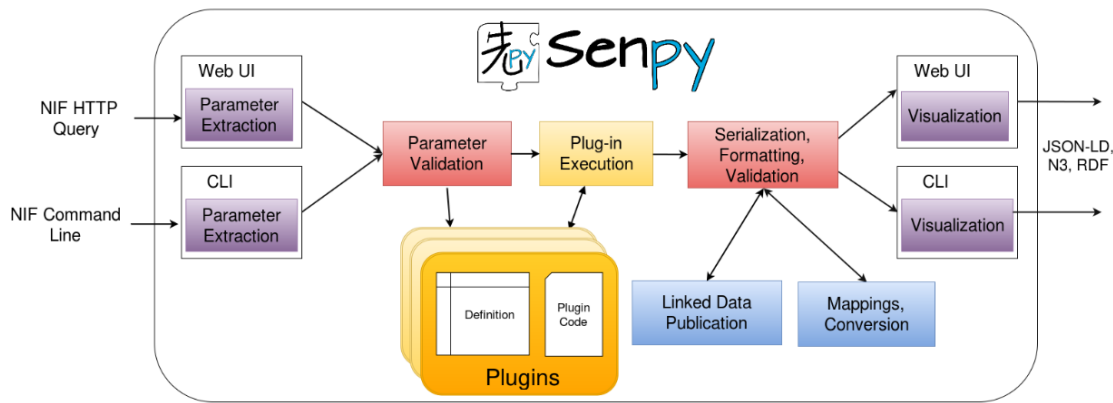 先
PY
senpy
Web UI
Parameter
Extraction
NIF HTTP
Query
CLI
Parameter
Extraction
NIF Command
Line
Parameter
Validation
Plug-in
Execution
Serialization,
Formatting,
Validation
Web UI
Visualization
CLI
Visualization
JSON-LD,
N3, RDF
Definition
Plugin
Code
Plugins
Linked Data
Publication
Mappings,
Conversion